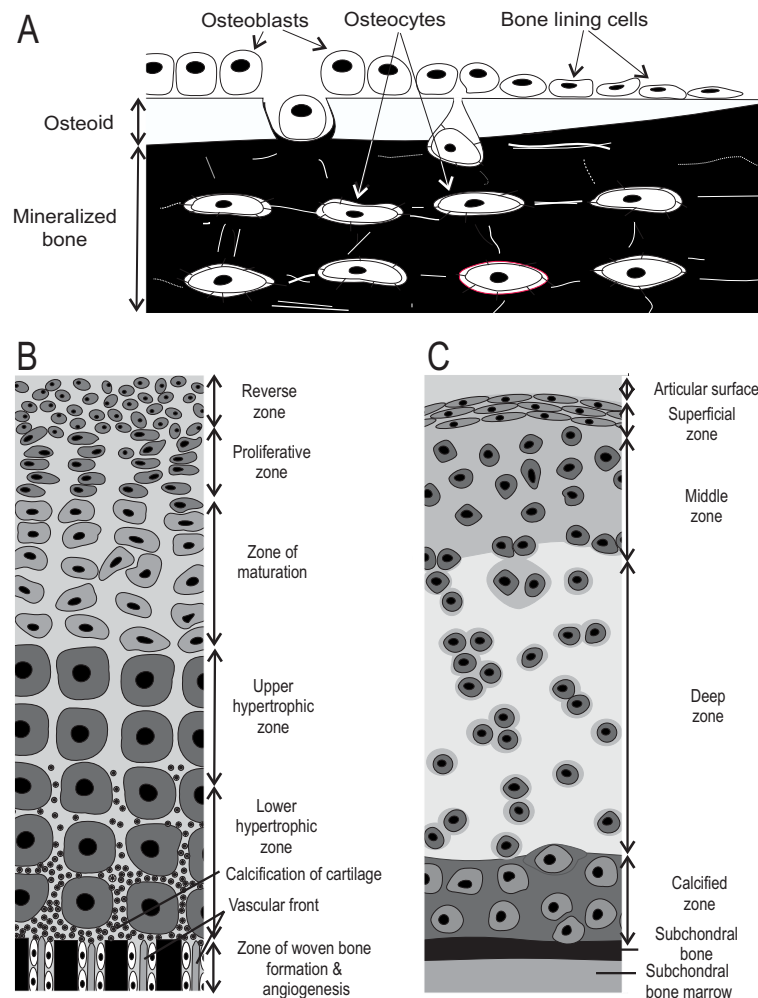 A
Osteoblasts
Osteocytes
Bone lining cells
Osteoid
Mineralized
bone
B
Reverse
zone
Proliferative
zone
Zone of
maturation
Upper
hypertrophic
zone
Lower
hypertrophic
zone
Calcification of cartilage
Vascular front
Zone of woven bone
formation &
angiogenesis
C
Articular surface
Superficial
zone
Middle
zone
Deep
zone
Calcified
zone
Subchondral
bone
Subchondral
bone marrow